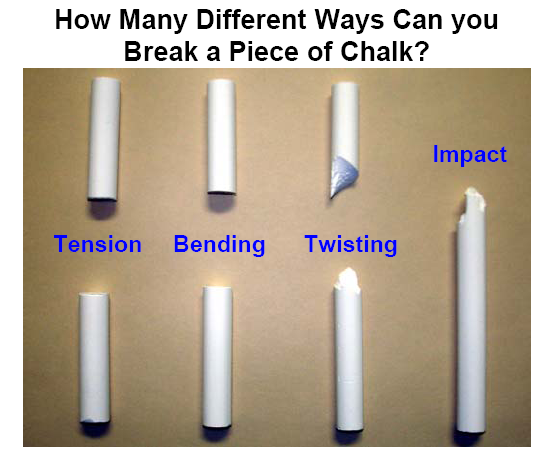 How Many Different Ways Can you
Break a Piece of Chalk?
Impact
Tension Bending Twisting